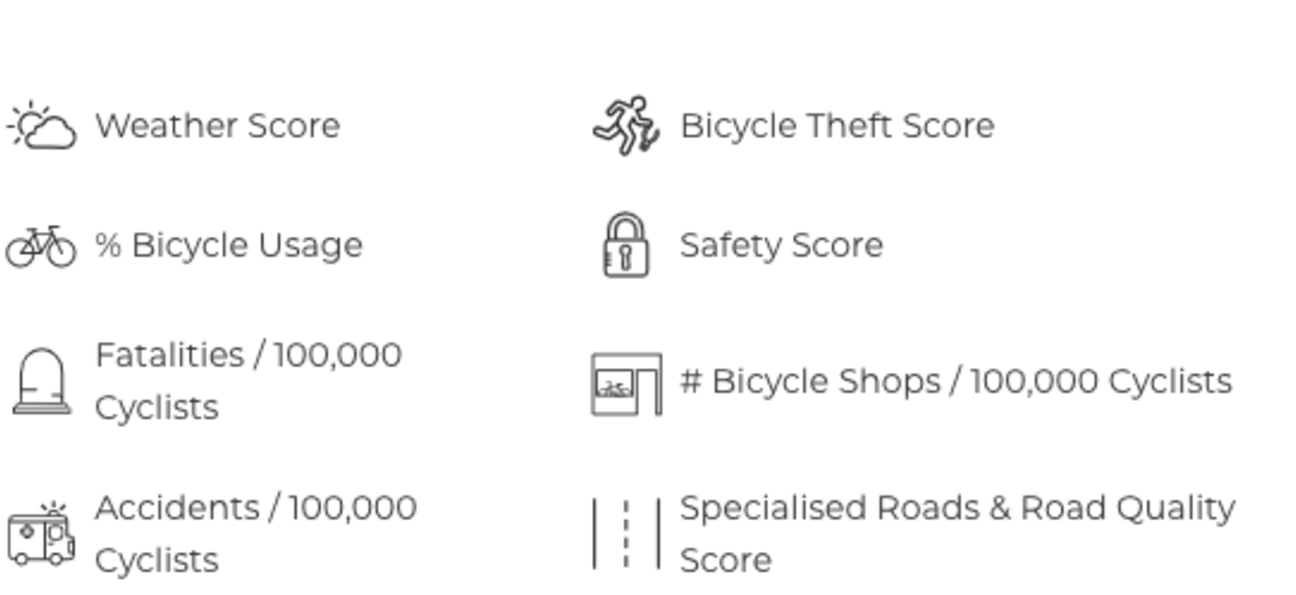 Weather Score
Bicycle Theft Score
% Bicycle Usage
Safety Score
Fatalities / 100,000
Cyclists
# Bicycle Shops / 100,000 Cyclists
Accidents / 100,000
Cyclists
Specialised Roads & Road Quality
Score